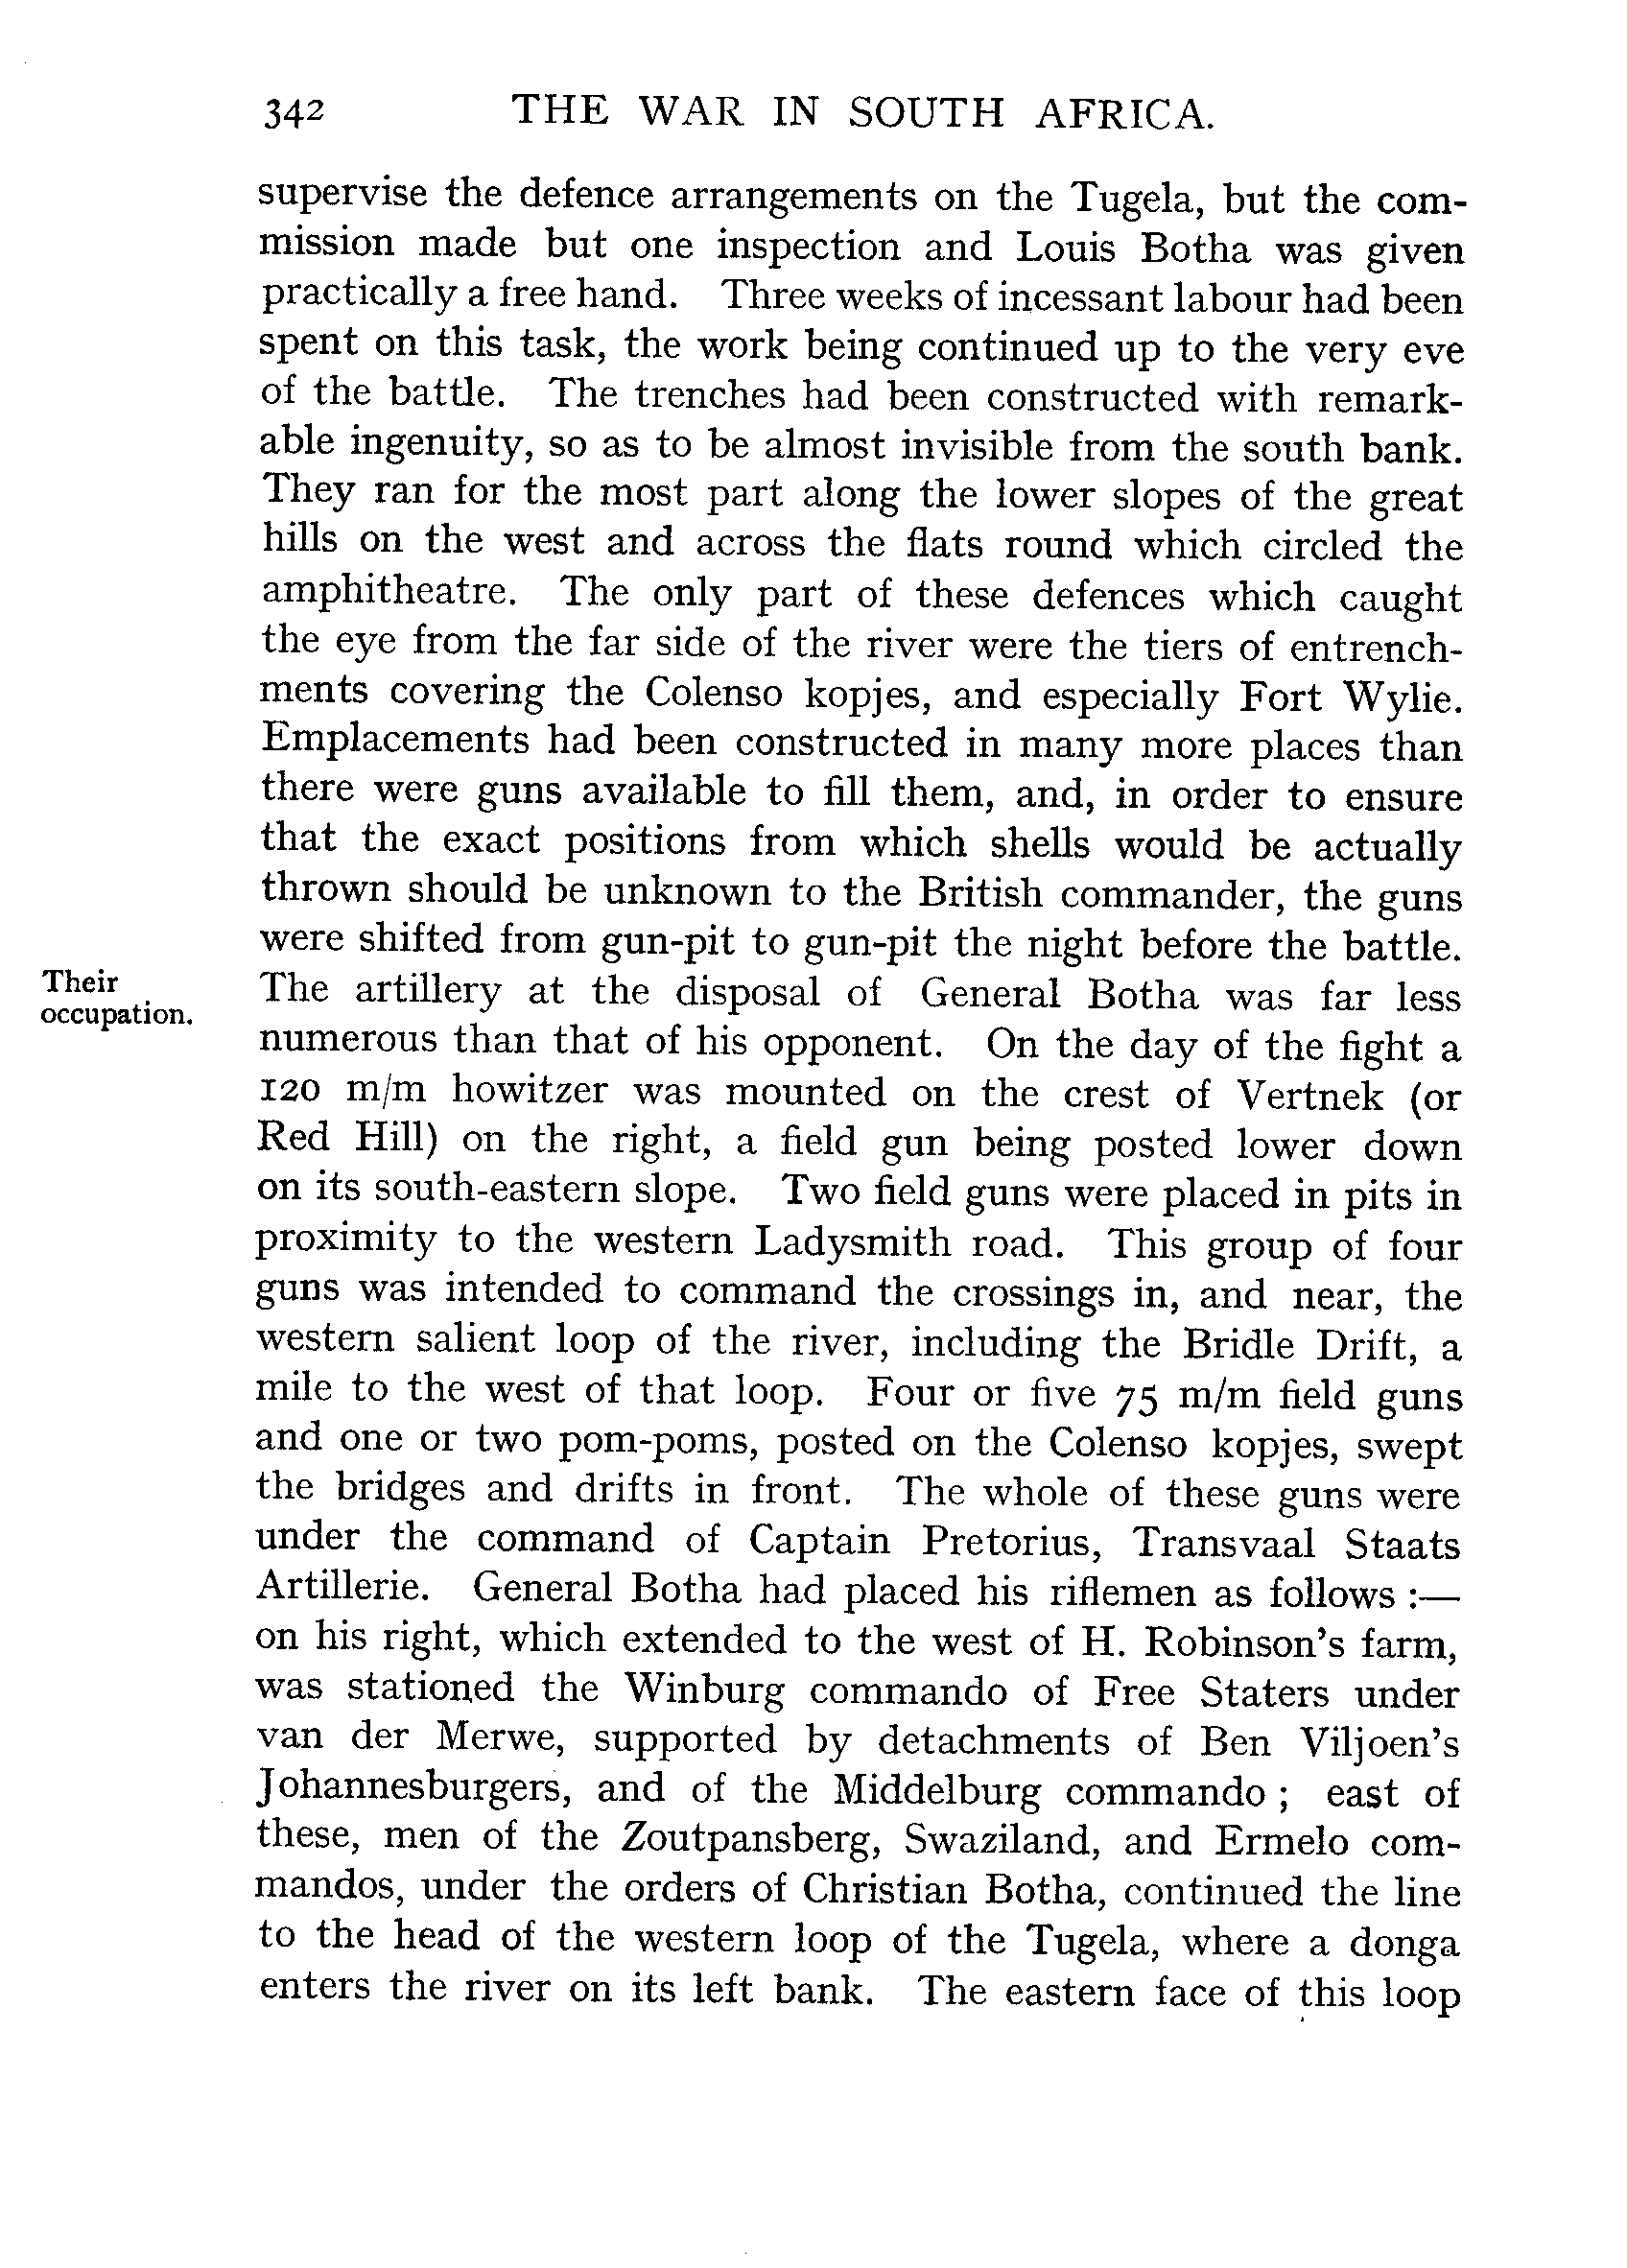 342 THE WAR IN SOUTH AFRICA.
supervise the defence arrangements on the Tugela, but the com-
mission made but one inspection and Louis Botha was given
practically a free hand. Three weeks of incessant labour had been
spent on this task, the work being continued up to the very eve
of the battle. The trenches had been constructed with remark-
able ingenuity, so as to be almost invisible from the south bank.
They ran for the most part along the lower slopes of the great
hills on the west and across the flats round which circled the
amphitheatre. The only part of these defences which caught
the eye from the far side of the river were the tiers of entrench-
ments covering the Colenso kopjes, and especially Fort Wylie.
Emplacements had been constructed in many more places than
there were guns available to fill them, and, in order to ensure
that the exact positions from which shells would be actually
thrown should be unknown to the British commander, the guns
were shifted from gun-pit to gun-pit the night before the battle.
Their
occupation.
The artillery at the disposal of General Botha was far less
numerous than that of his opponent. On the day of the fight a
120 m/m howitzer was mounted on the crest of Vertnek (or
Red Hill) on the right, a field gun being posted lower down
on its south-eastern slope. Two field guns were placed in pits in
proximity to the western Ladysmith road. This group of four
guns was intended to command the crossings in, and near, the
western salient loop of the river, including the Bridle Drift, a
mile to the west of that loop. Four or five 75 m/m field guns
and one or two pom-poms, posted on the Colenso kopjes, swept
the bridges and drifts in front. The whole of these guns were
under the command of Captain Pretorius, Transvaal Staats
Artillerie. General Botha had placed his riflemen as follows :—
on his right, which extended to the west of H. Robinson's farm,
was stationed the Winburg commando of Free Staters under
van der Merwe, supported by detachments of Ben Viljoen's
Johannesburgers, and of the Middelburg commando ; east of
these, men of the Zoutpansberg, Swaziland, and Ermelo com-
mandos, under the orders of Christian Botha, continued the line
to the head of the western loop of the Tugela, where a donga
enters the river on its left bank. The eastern face of this loop